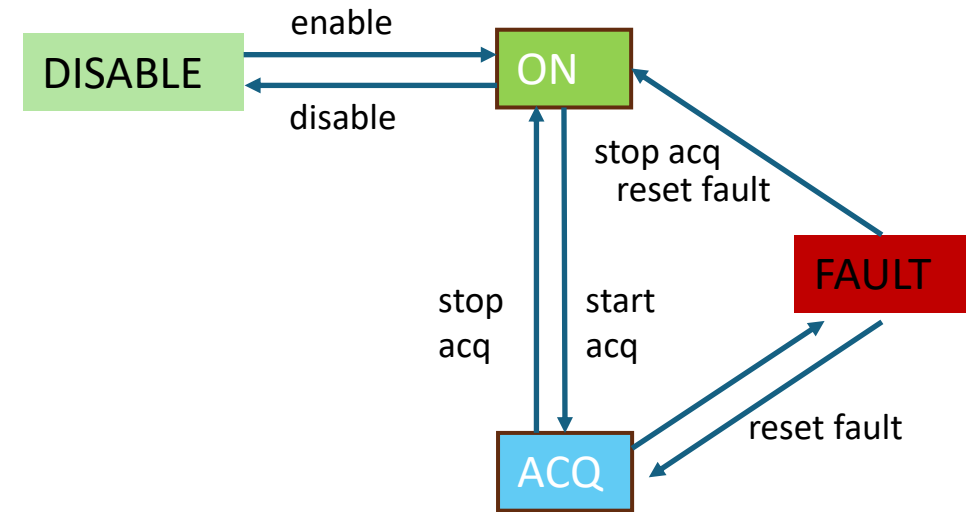 enable
DISABLE
ON
disable
stop acq
reset fault
FAULT
stop
acq
start
acq
reset fault
ACQ